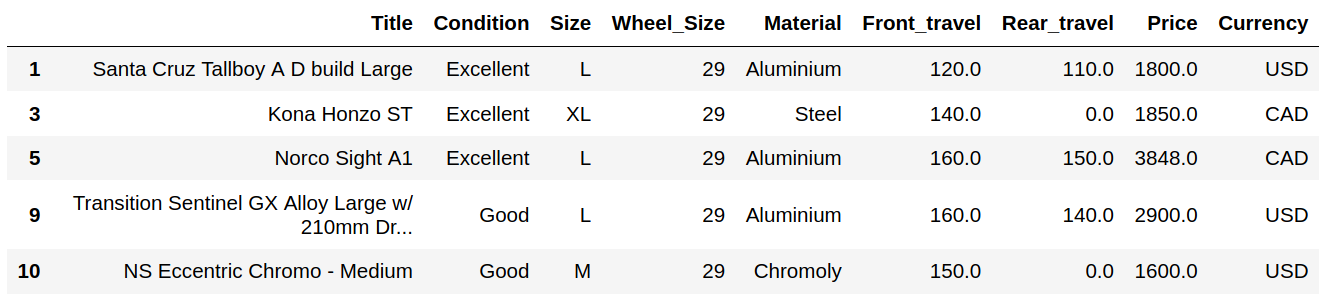 Title Condition Size Wheel_Size Material Front_travel Rear_travel Price Currency
1 Santa Cruz Tallboy A D build Large Excellent L 29 Aluminium 120.0 110.0 1800.0 USD
3 Kona Honzo ST Excellent XL 29 Steel 140.0 0.0 1850.0 CAD
5 Norco Sight A1 Excellent L 29 Aluminium 160.0 150.0 3848.0 CAD
Transition Sentinel GX Alloy Large w/
9 210mm Dr... Good L 29 Aluminium 160.0 140.0 2900.0 USD
10 NS Eccentric Chromo - Medium Good M 29 Chromoly 150.0 0.0 1600.0 USD